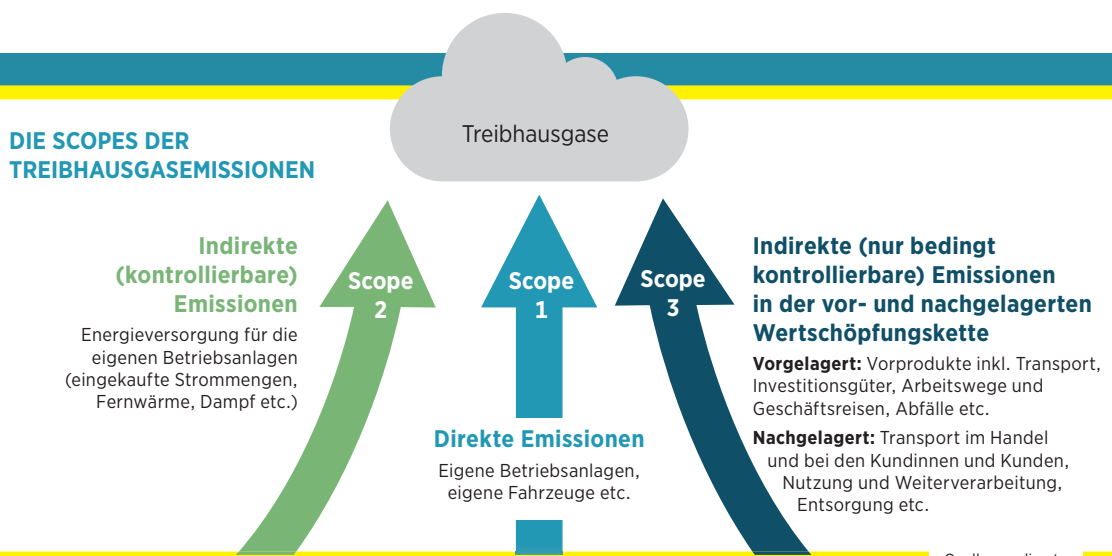 Treibhausgase
DIE SCOPES DER
TREIBHAUSGASEMISSIONEN
Indirekte
(kontrollierbare)
Emissionen
Energieversorgung für die
eigenen Betriebsanlagen
(eingekaufte Strommengen,
Fernwärme, Dampf etc.)
Scope
2
Scope
1
Direkte Emissionen
Eigene Betriebsanlagen,
eigene Fahrzeuge etc.
Scope
3
Indirekte (nur bedingt
kontrollierbare) Emissionen
in der vor- und nachgelagerten
Wertschöpfungskette
Vorgelagert: Vorprodukte inkl. Transport,
Investitionsgüter, Arbeitswege und
Geschäftsreisen, Abfälle etc.
Nachgelagert: Transport im Handel
und bei den Kundinnen und Kunden,
Nutzung und Weiterverarbeitung,
Entsorgung etc.